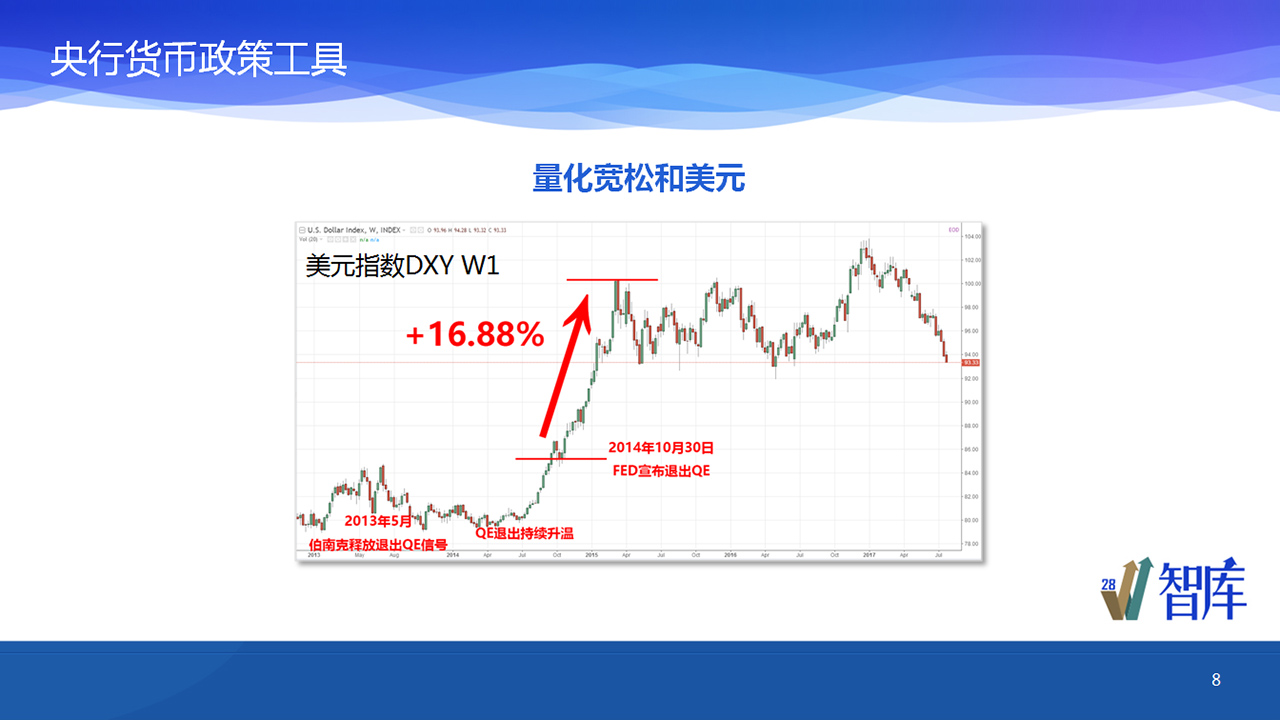 央行货币政策工具
量化宽松和美元
U.S. Dollar Index, W, INDEX
O 93.96 H 94.28 L 93.32 C 93.33
Vol (20)
n/a n/a
EOD
美元指数DXY W1
+16.88%
104.00
102.00
100.00
98.00
96.00
94.00
93.33
92.00
90.00
88.00
86.00
84.00
82.00
80.00
78.00
2014年10月30日
FED宣布退出QE
2013年5月
伯南克释放退出QE信号
QE退出持续升温
2013 May Aug 2014 Apr Jul Oct 2015 Apr Jul Oct 2016 Apr Jul Oct 2017 Apr Jul
28
智库
8